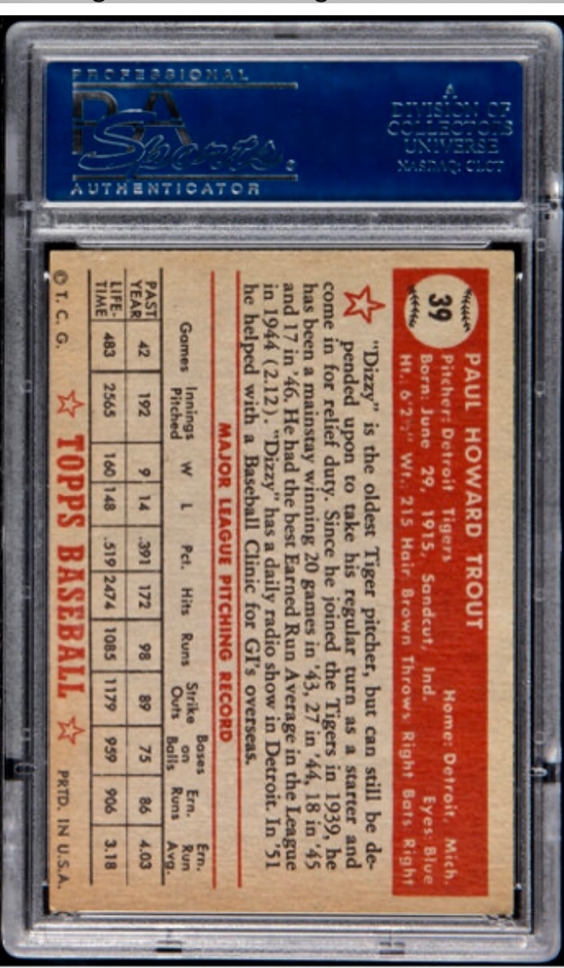 PROFESSIONAL
PSA
Sports
AUTHENTICATOR
A
DIVISION OF
COLLECTORS
UNIVERSE
NASDAQ: CLCT
39
PAUL HOWARD TROUT
Pitcher: Detroit Tigers Home: Detroit, Mich.
Born: June 29, 1915, Sandcut, Ind. Eyes: Blue
Ht. 6'2½" Wt. 215 Hair Brown Throws Right Bats Right
"Dizzy" is the oldest Tiger pitcher, but can still be de-
pended upon to take his regular turn as a starter and
come in for relief duty. Since he joined the Tigers in 1939, he
has been a mainstay winning 20 games in '43, 27 in '44, 18 in '45
and 17 in '46. He had the best Earned Run Average in the League
in 1944 (2.12). "Dizzy" has a daily radio show in Detroit. In '51
he helped with a Baseball Clinic for GI's overseas.
MAJOR LEAGUE PITCHING RECORD
Games Innings Pitched W L Pct. Hits Runs Strike Outs Bases on Balls Ern. Runs Ern. Run Avg.
PAST YEAR 42 192 9 14 .391 172 98 89 75 86 4.03
LIFE-TIME 483 2565 160 148 .519 2474 1085 1179 959 906 3.18
© T. C. G. TOPPS BASEBALL PRTD. IN U.S.A.